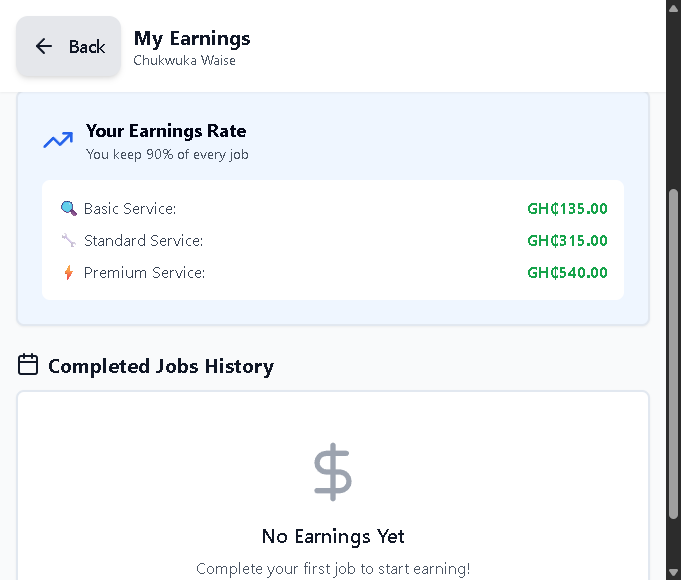 Back
My Earnings
Chukwuka Waise
Your Earnings Rate
You keep 90% of every job
Basic Service: GH₵135.00
Standard Service: GH₵315.00
Premium Service: GH₵540.00
Completed Jobs History
No Earnings Yet
Complete your first job to start earning!